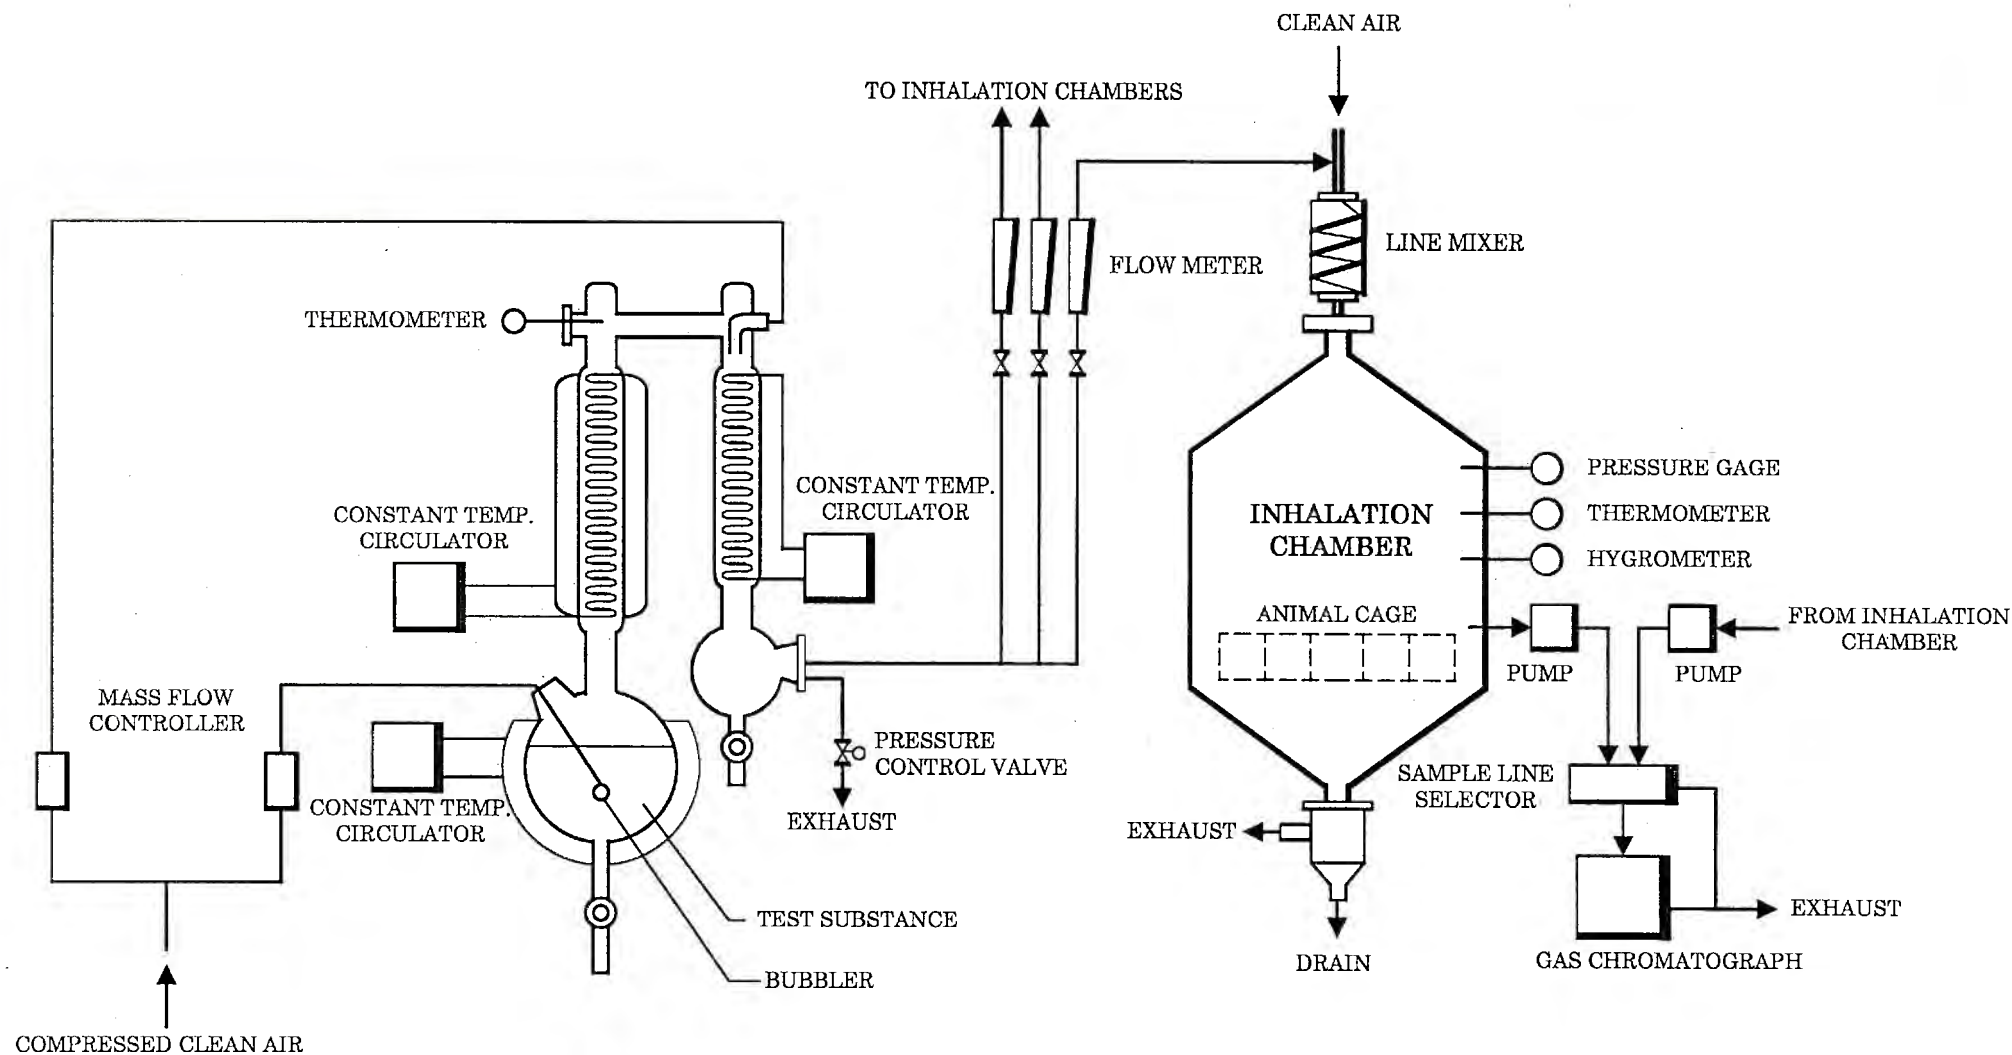 CLEAN AIR
TO INHALATION CHAMBERS
LINE MIXER
FLOW METER
THERMOMETER
PRESSURE GAGE
CONSTANT TEMP.
CIRCULATOR
CONSTANT TEMP.
CIRCULATOR
INHALATION
CHAMBER
THERMOMETER
HYGROMETER
ANIMAL CAGE
FROM INHALATION
CHAMBER
PUMP
PUMP
MASS FLOW
CONTROLLER
PRESSURE
CONTROL VALVE
SAMPLE LINE
SELECTOR
CONSTANT TEMP.
CIRCULATOR
EXHAUST
EXHAUST
TEST SUBSTANCE
EXHAUST
DRAIN
GAS CHROMATOGRAPH
BUBBLER
COMPRESSED CLEAN AIR